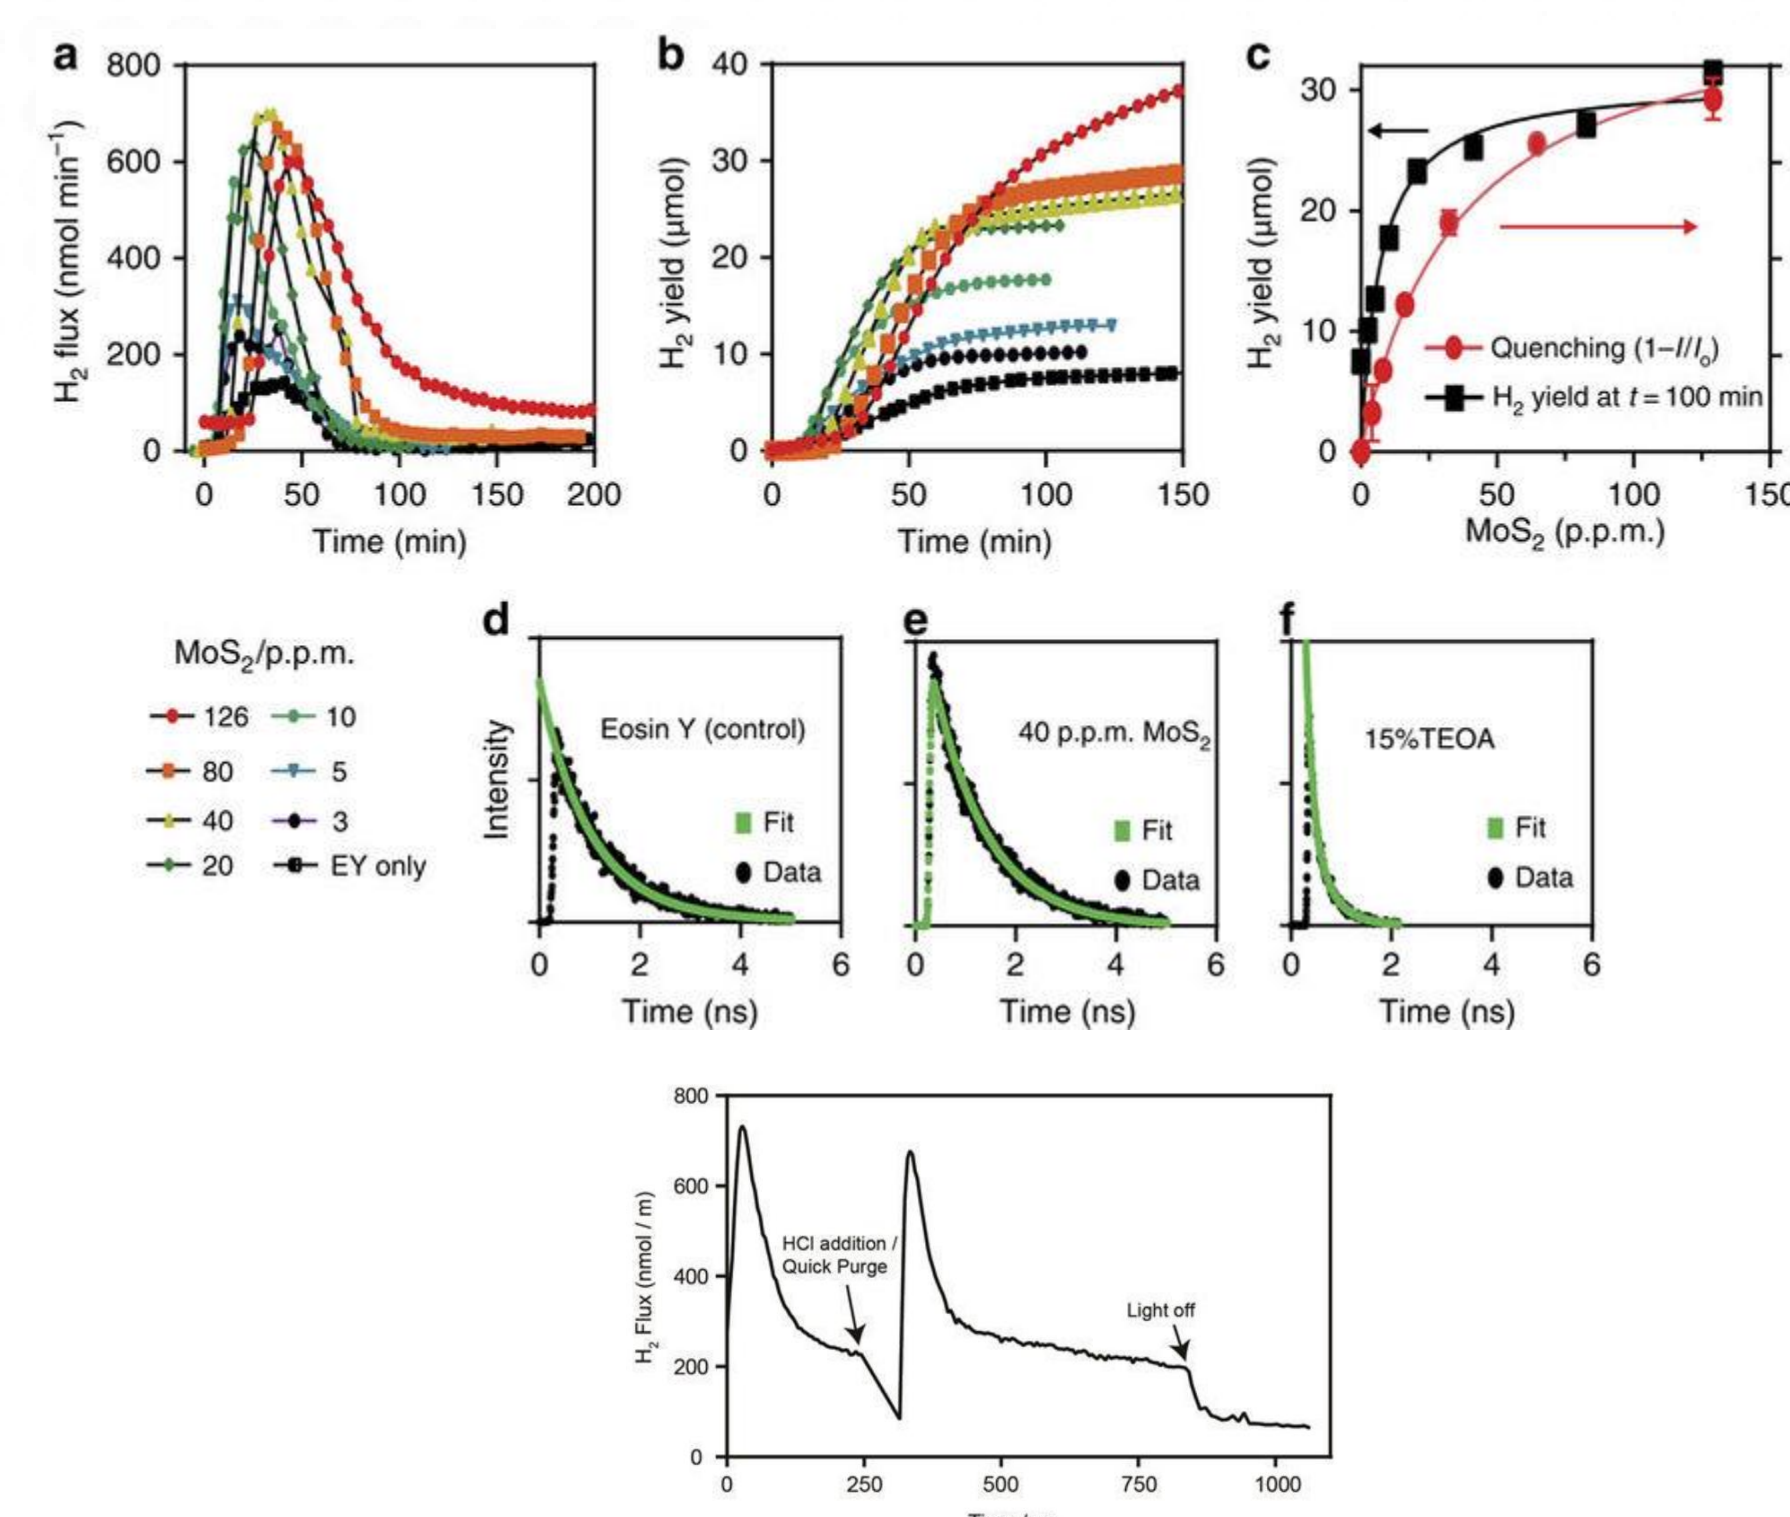 a
800
600
400
200
0
H₂ flux (nmol min⁻¹)
0 50 100 150 200
Time (min)
b
40
30
20
10
0
H₂ yield (μmol)
0 50 100 150
Time (min)
c
30
20
10
0
H₂ yield (μmol)
Quenching (1–I/Iₒ)
H₂ yield at t = 100 min
0 50 100 150
MoS₂ (p.p.m.)
MoS₂/p.p.m.
126 10
80 5
40 3
20 EY only
d
Intensity
Eosin Y (control)
Fit
Data
0 2 4 6
Time (ns)
e
40 p.p.m. MoS₂
Fit
Data
0 2 4 6
Time (ns)
f
15%TEOA
Fit
Data
0 2 4 6
Time (ns)
800
600
400
200
0
H₂ Flux (nmol / m)
HCl addition /
Quick Purge
Light off
0 250 500 750 1000